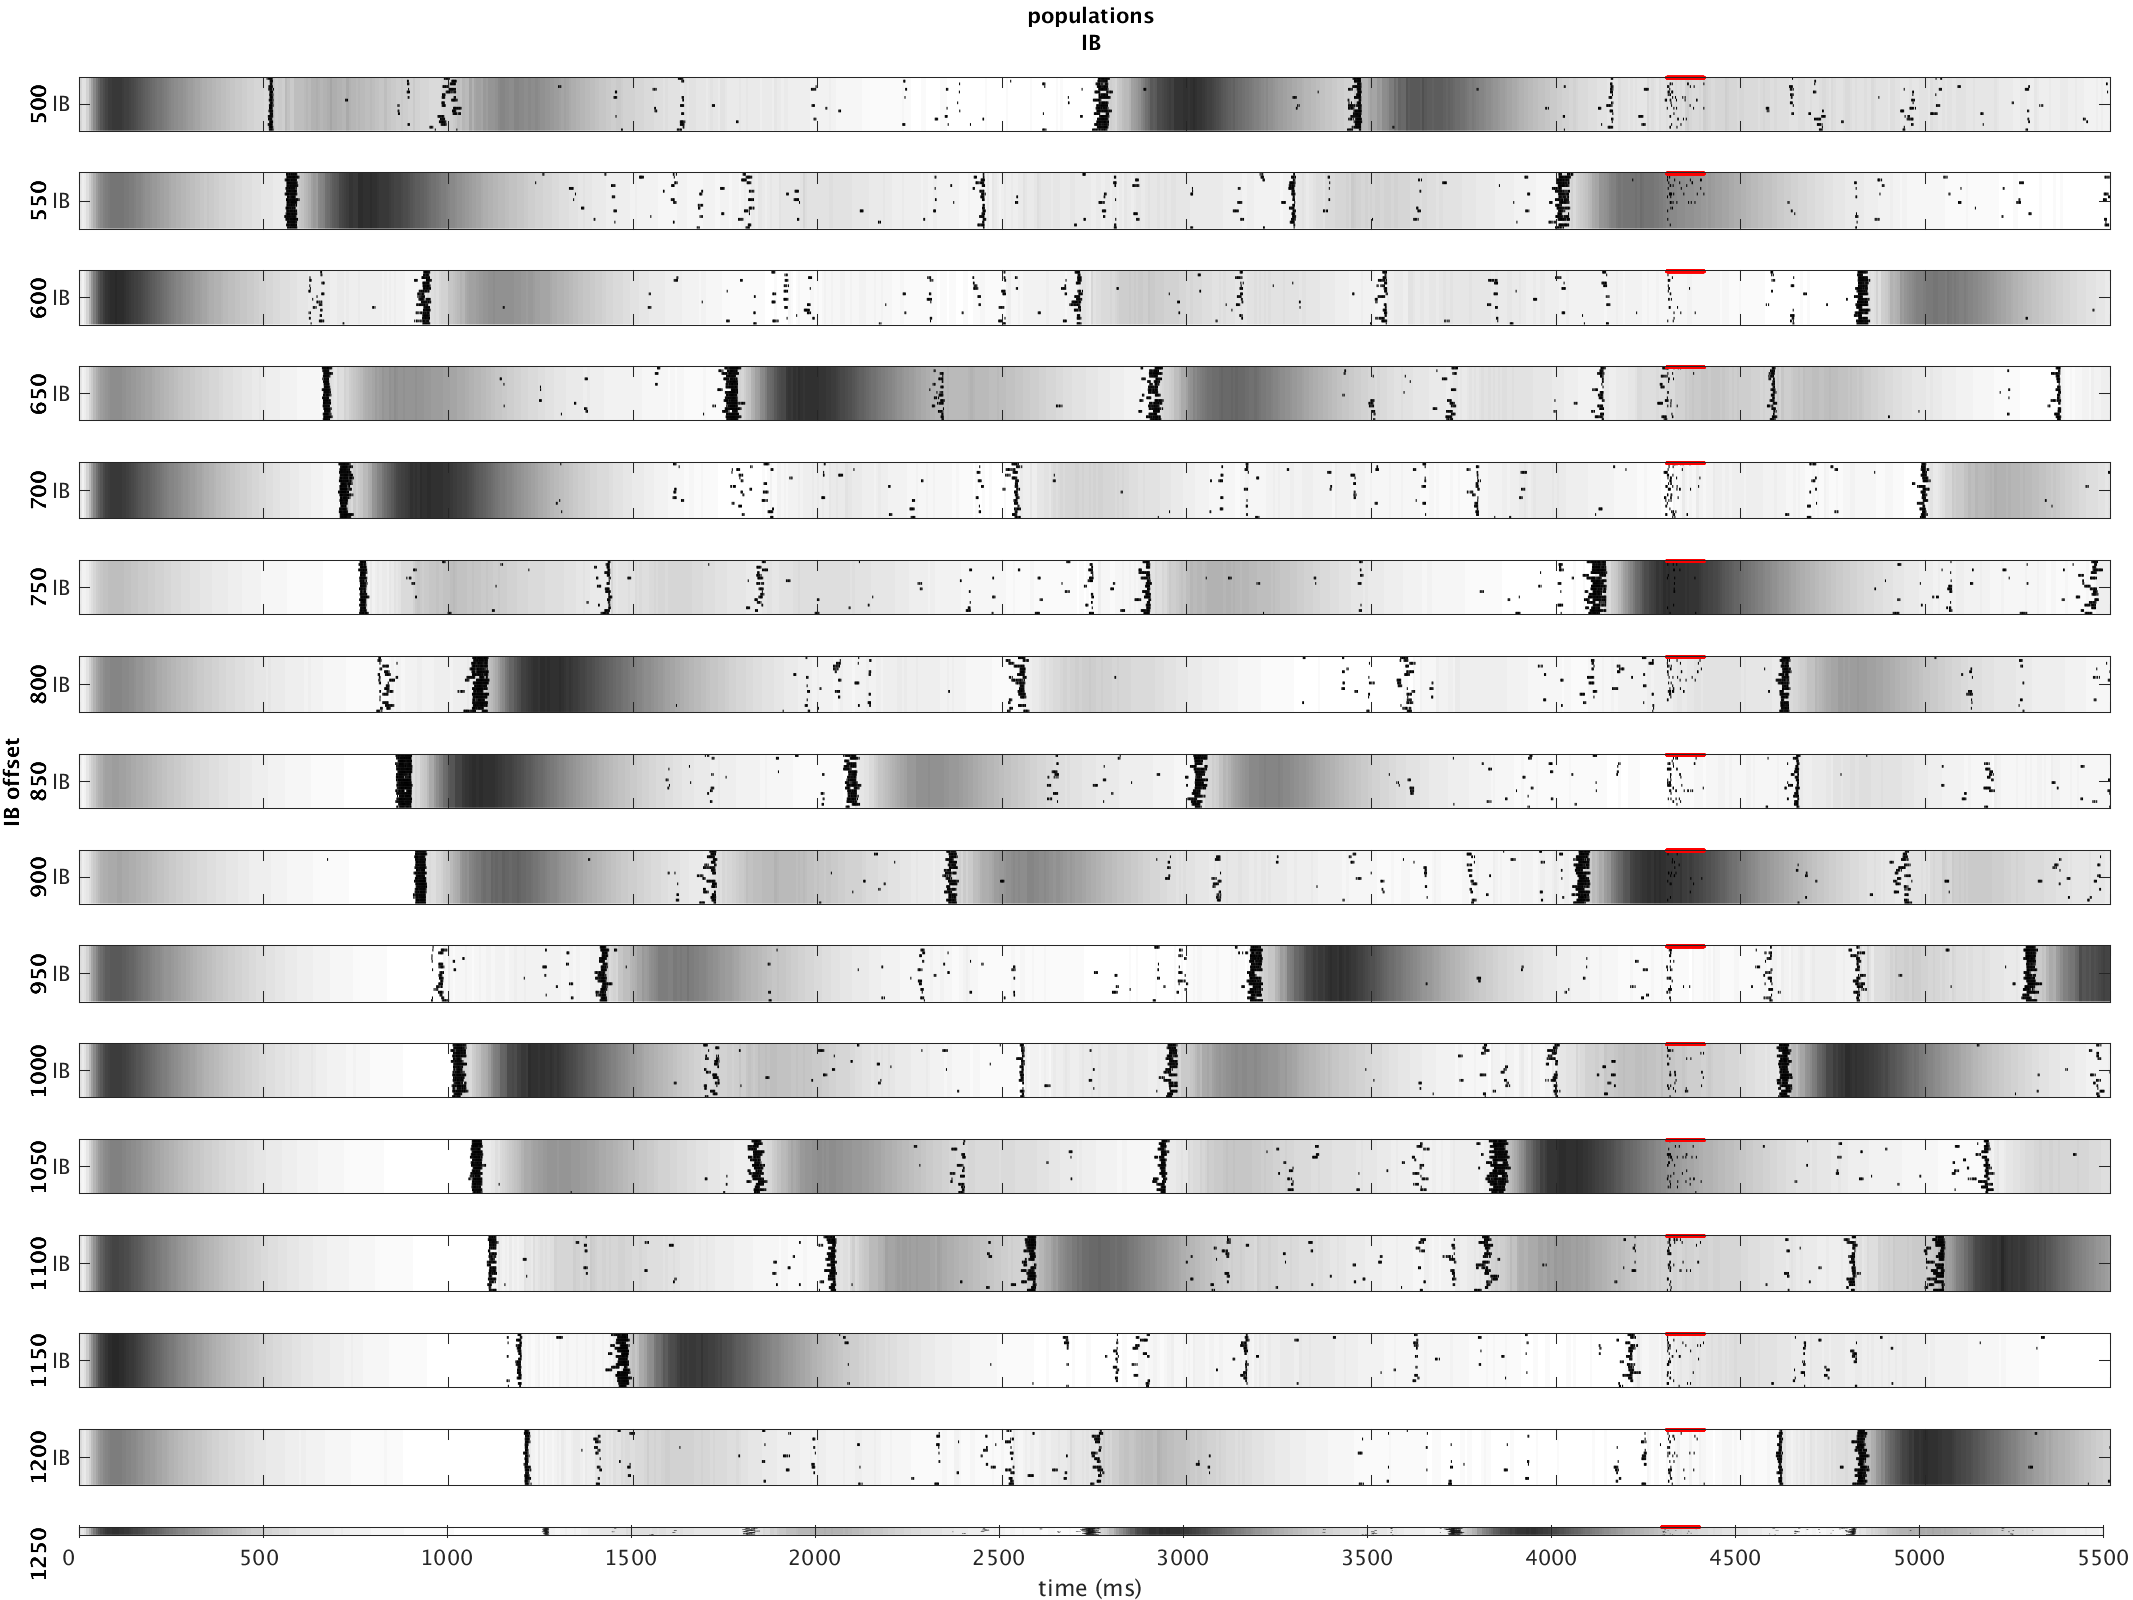 populations
IB
IB offset
500 IB
550 IB
600 IB
650 IB
700 IB
750 IB
800 IB
850 IB
900 IB
950 IB
1000 IB
1050 IB
1100 IB
1150 IB
1200 IB
1250
0 500 1000 1500 2000 2500 3000 3500 4000 4500 5000 5500
time (ms)